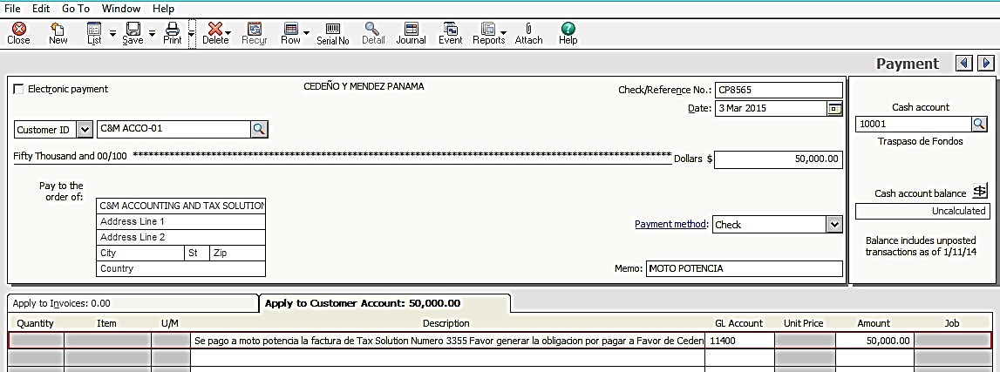 File Edit Go To Window Help
Close New List Save Print Delete Recur Row Serial No Detail Journal Event Reports Attach Help
Payment
Electronic payment
CEDEÑO Y MENDEZ PANAMA
Check/Reference No.: CP8565
Date: 3 Mar 2015
Customer ID C&M ACCO-01
Fifty Thousand and 00/100 ****************************************************************************************************** Dollars $ 50,000.00
Pay to the
order of:
C&M ACCOUNTING AND TAX SOLUTION
Address Line 1
Address Line 2
City St Zip
Country
Payment method: Check
Memo: MOTO POTENCIA
Cash account
10001
Traspaso de Fondos
Cash account balance
Uncalculated
Balance includes unposted
transactions as of 1/11/14
Apply to Invoices: 0.00 Apply to Customer Account: 50,000.00
Quantity Item U/M Description GL Account Unit Price Amount Job
Se pago a moto potencia la factura de Tax Solution Numero 3355 Favor generar la obligacion por pagar a Favor de Ceden 11400 50,000.00